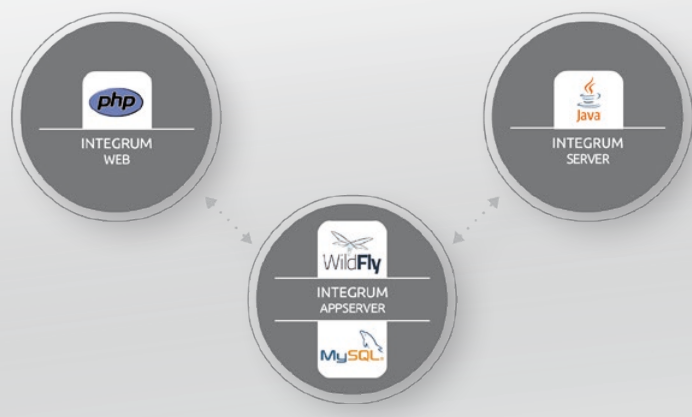 php
INTEGRUM
WEB
Java
INTEGRUM
SERVER
WildFly
INTEGRUM
APPSERVER
MySQL